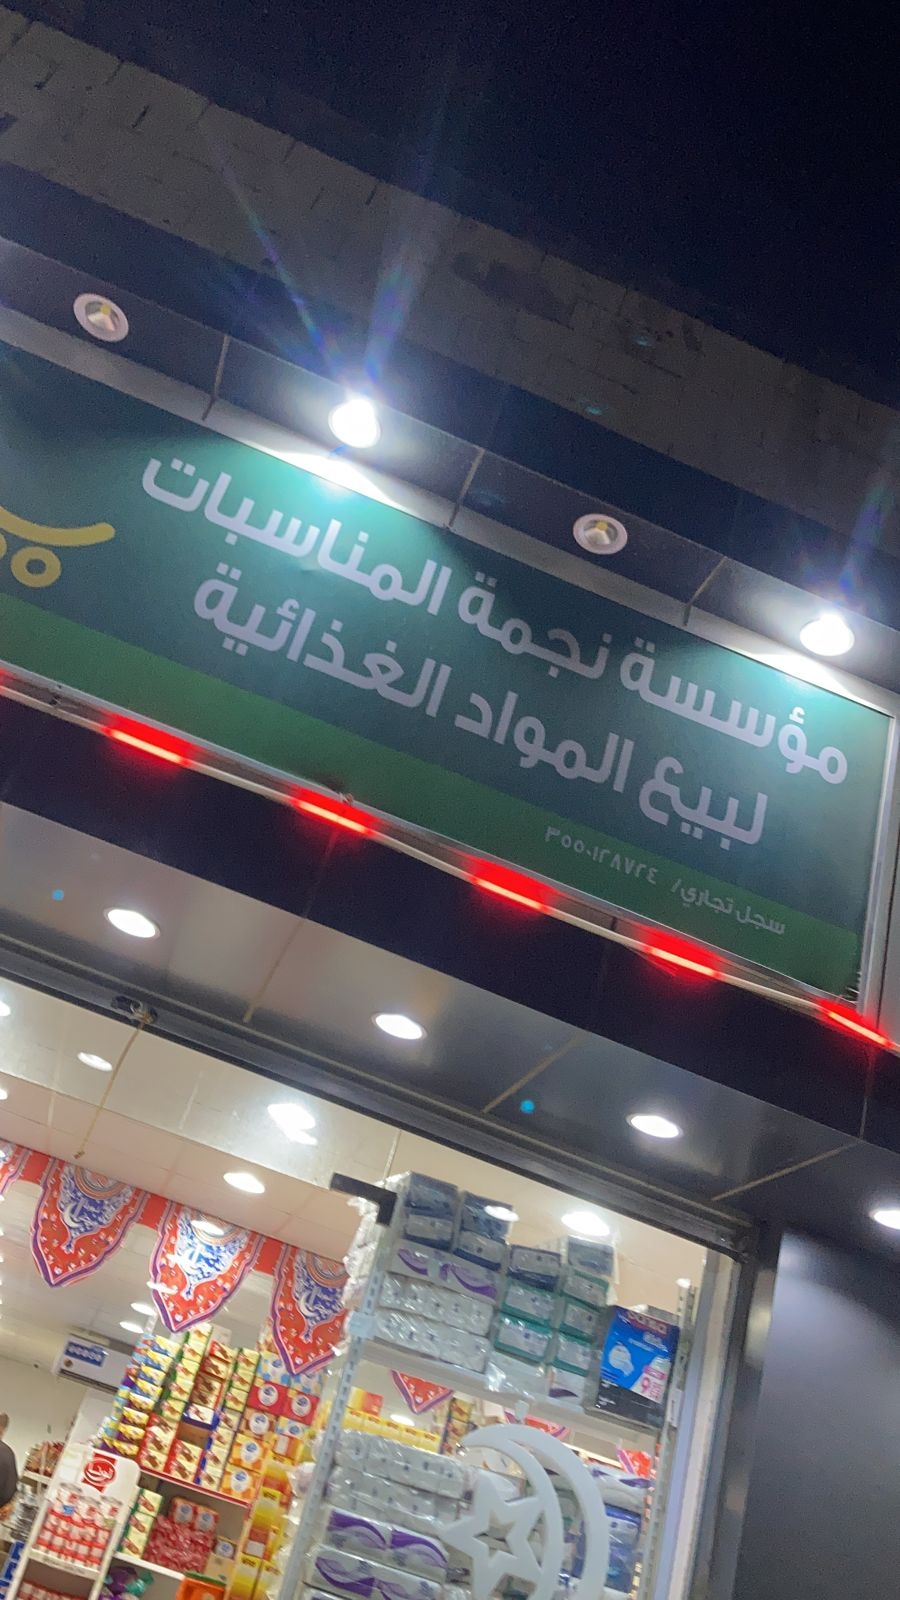 مؤسسة نجمة المناسبات
لبيع المواد الغذائية
سجل تجاري/ ٣٥٥٠١٢٨٧٢٤